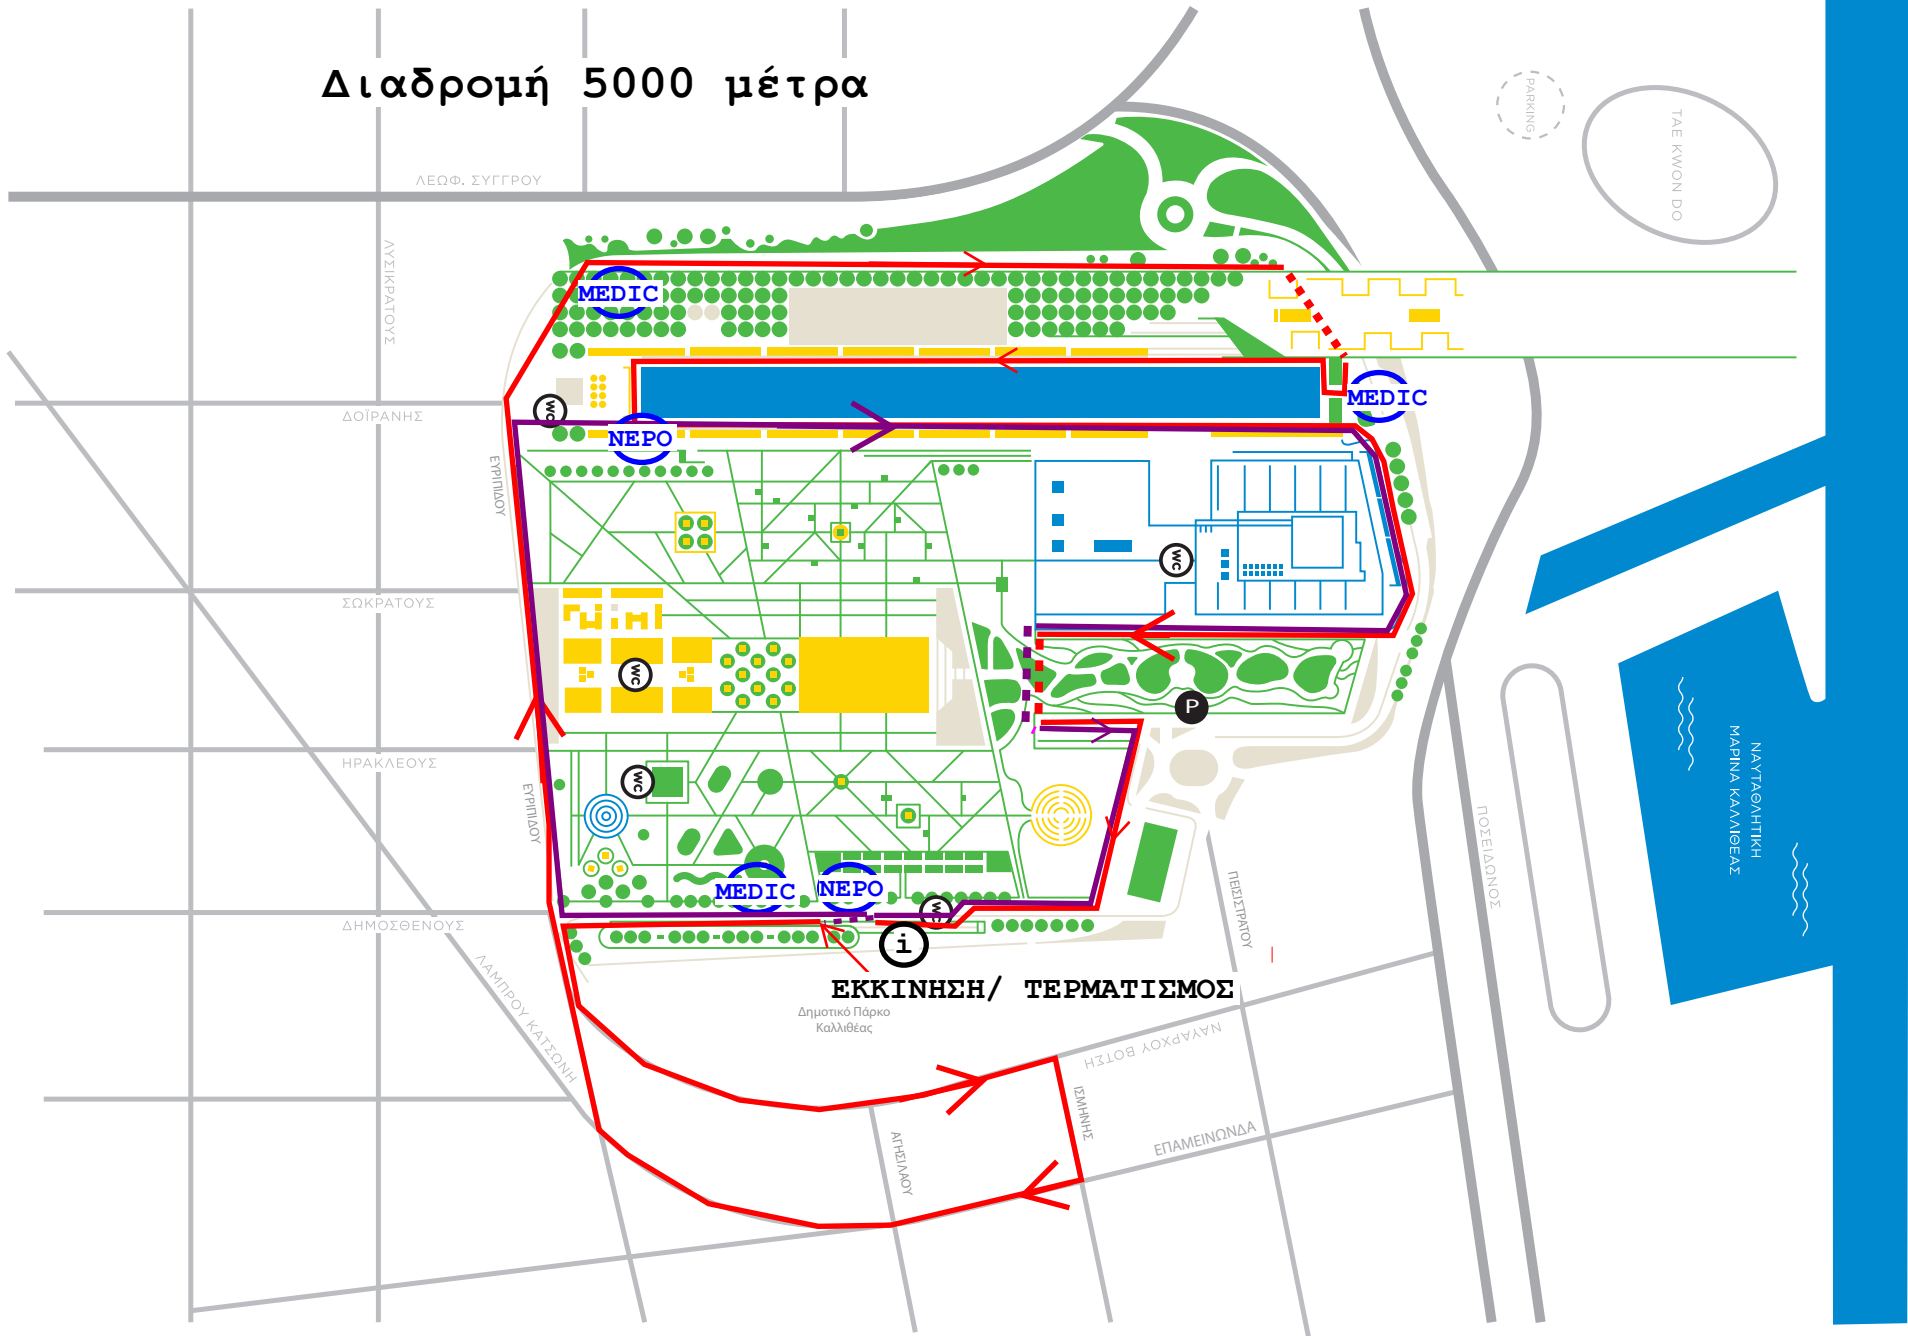 Διαδρομή 5000 μέτρα
PARKING
TAE KWON DO
ΛΕΩΦ. ΣΥΓΓΡΟΥ
ΛΥΣΙΚΡΑΤΟΥΣ
MEDIC
MEDIC
WC
ΔΟΪΡΑΝΗΣ
ΝΕΡΟ
ΕΥΡΙΠΙΔΟΥ
WC
ΣΩΚΡΑΤΟΥΣ
WC
P
ΗΡΑΚΛΕΟΥΣ
WC
ΕΥΡΙΠΙΔΟΥ
ΝΑΥΤΑΘΛΗΤΙΚΗ
ΜΑΡΙΝΑ ΚΑΛΛΙΘΕΑΣ
ΠΟΣΕΙΔΩΝΟΣ
MEDIC
ΝΕΡΟ
WC
ΠΕΙΣΙΣΤΡΑΤΟΥ
ΔΗΜΟΣΘΕΝΟΥΣ
i
ΛΑΜΠΡΟΥ ΚΑΤΣΩΝΗ
ΕΚΚΙΝΗΣΗ/ ΤΕΡΜΑΤΙΣΜΟΣ
Δημοτικό Πάρκο
Καλλιθέας
ΝΑΥΑΡΧΟΥ ΒΟΤΣΗ
ΙΣΜΗΝΗΣ
ΑΓΗΣΙΛΑΟΥ
ΕΠΑΜΕΙΝΩΝΔΑ